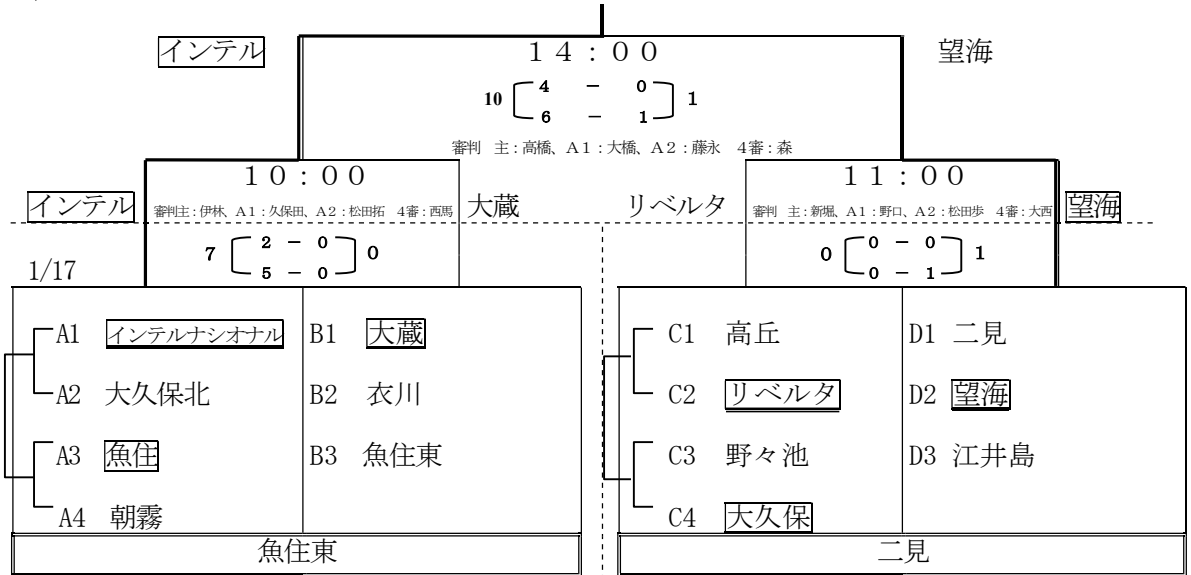 インテル 14:00 望海
10 4 － 0 1
6 － 1
審判 主:高橋、A1:大橋、A2:藤永 4審:森
10:00 11:00
インテル 審判主:伊林、A1:久保田、A2:松田拓 4審:西馬 大蔵 リベルタ 審判 主:新堀、A1:野口、A2:松田歩 4審:大西 望海
7 2 － 0 0 0 0 － 0 1
5 － 0 0 － 1
1/17
A1 インテルナシオナル B1 大蔵 C1 高丘 D1 二見
A2 大久保北 B2 衣川 C2 リベルタ D2 望海
A3 魚住 B3 魚住東 C3 野々池 D3 江井島
A4 朝霧 C4 大久保
魚住東 二見